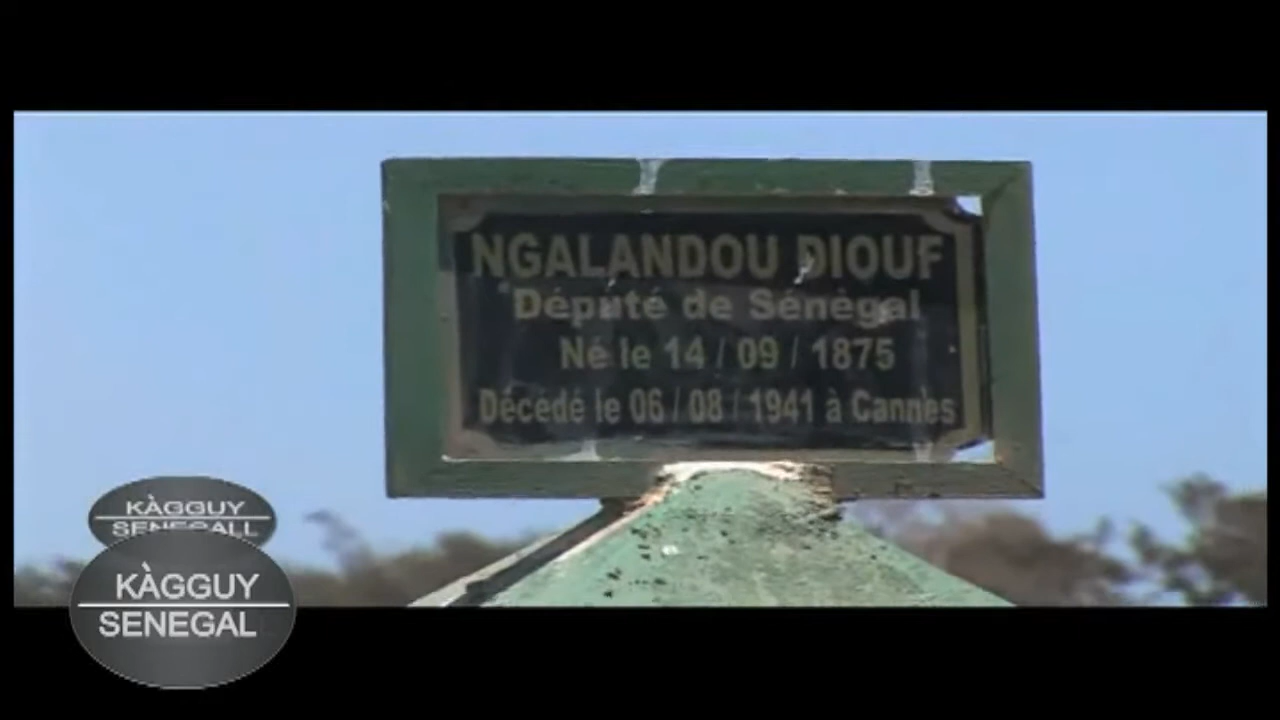 NGALANDOU DIOUF
Député de Sénégal
Né le 14 / 09 / 1875
Décédé le 06 / 08 / 1941 à Cannes
KÀGGUY
SENEGALL
KÀGGUY
SENEGAL